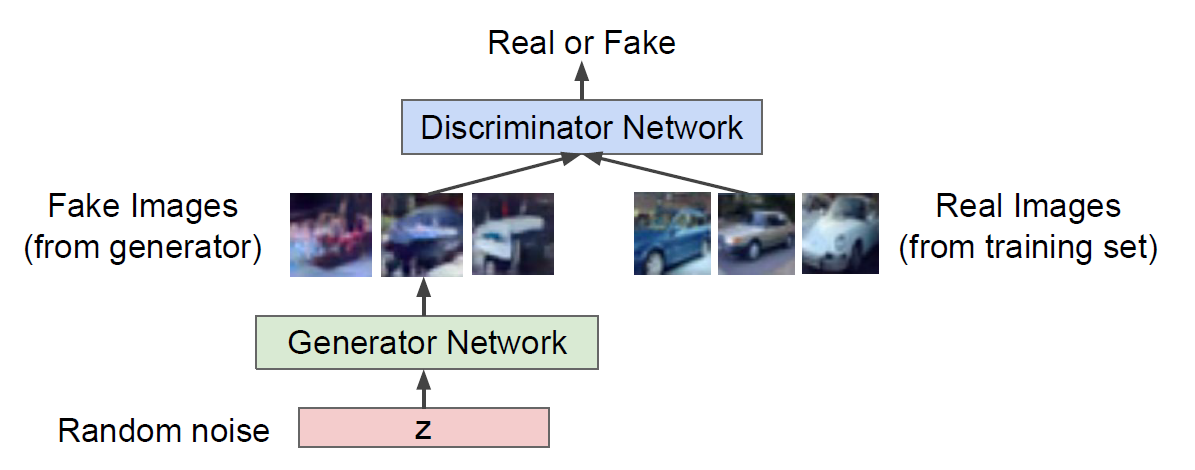 Real or Fake
Discriminator Network
Fake Images
(from generator)
Real Images
(from training set)
Generator Network
Random noise
z